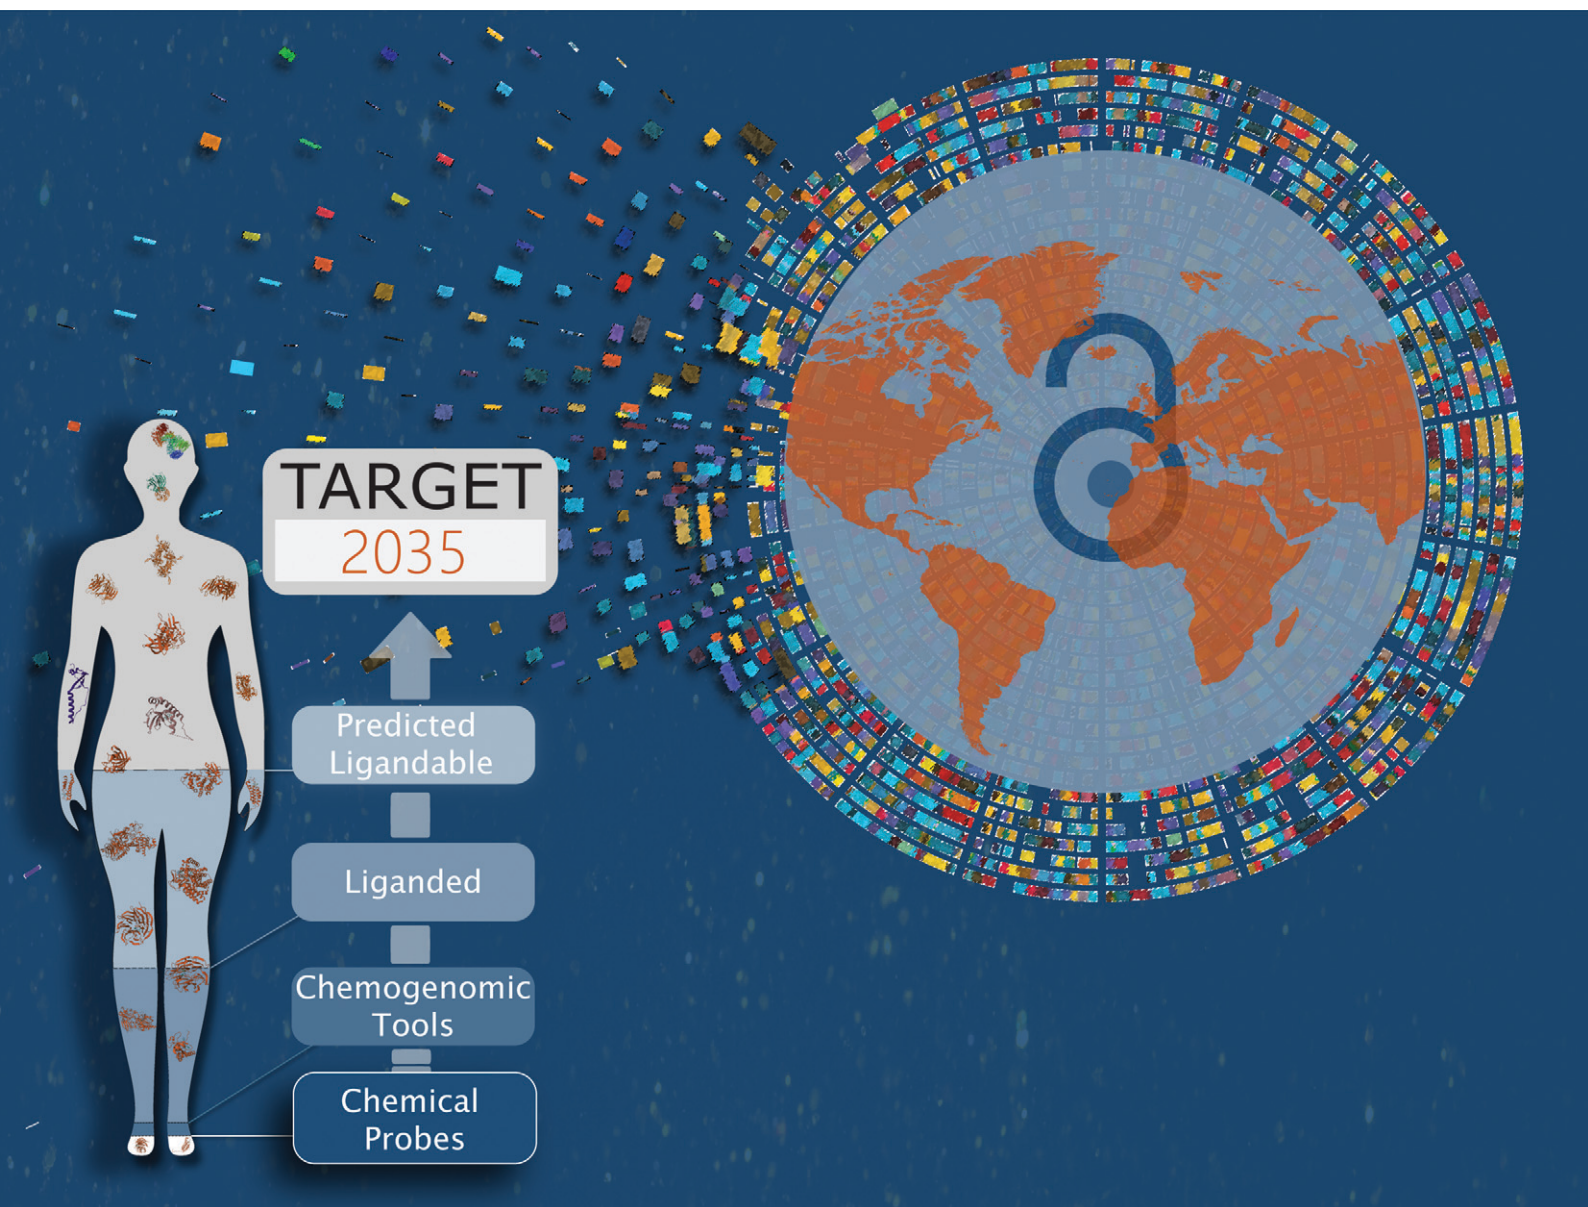 TARGET
2035
Predicted
Ligandable
Liganded
Chemogenomic
Tools
Chemical
Probes